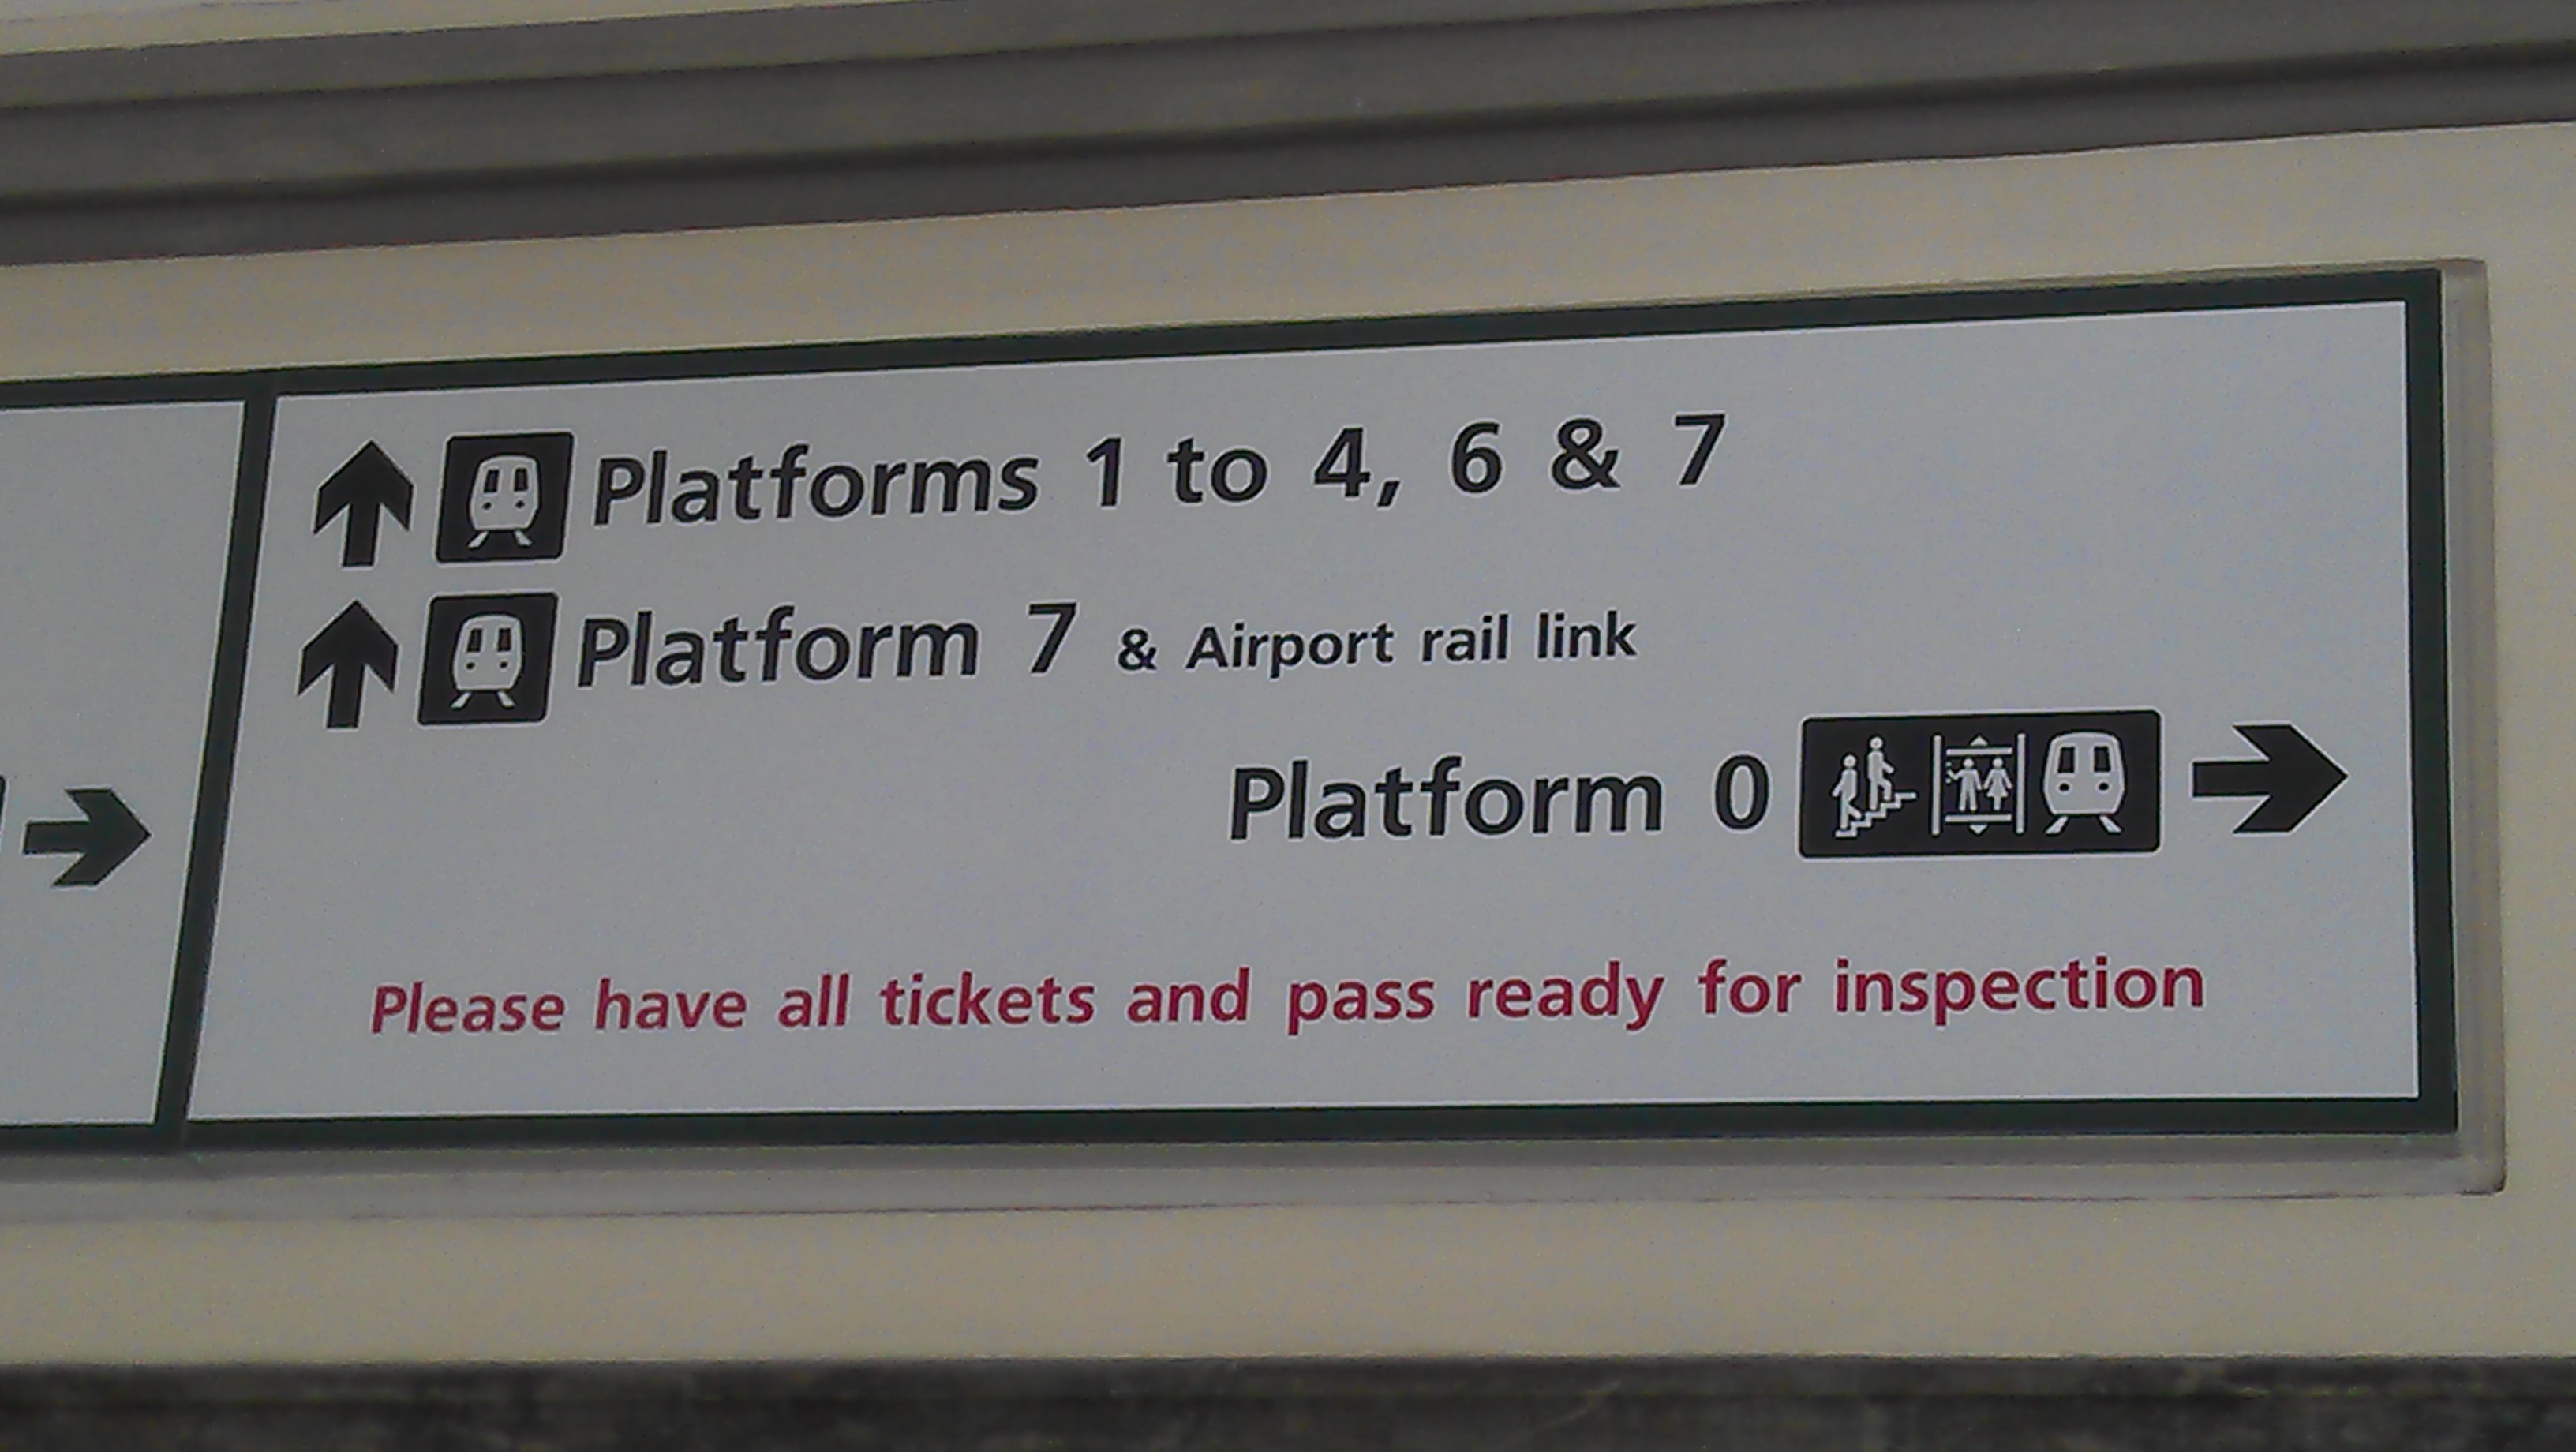 Platforms 1 to 4, 6 & 7
Platform 7 & Airport rail link
Platform 0
Please have all tickets and pass ready for inspection